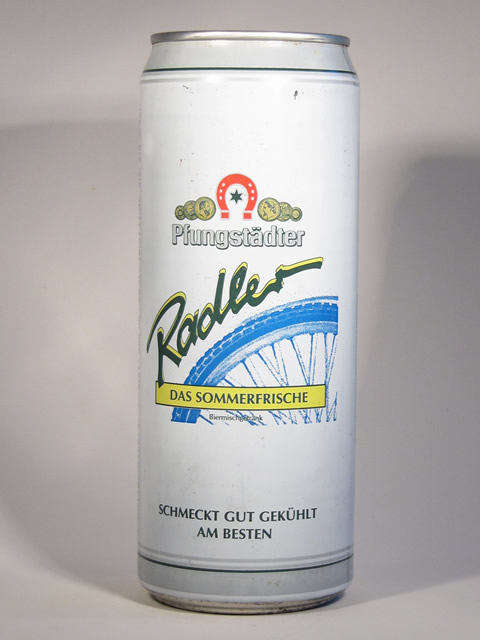 Pfungstädter
Radler
DAS SOMMERFRISCHE
Biermischgetränk
SCHMECKT GUT GEKÜHLT
AM BESTEN